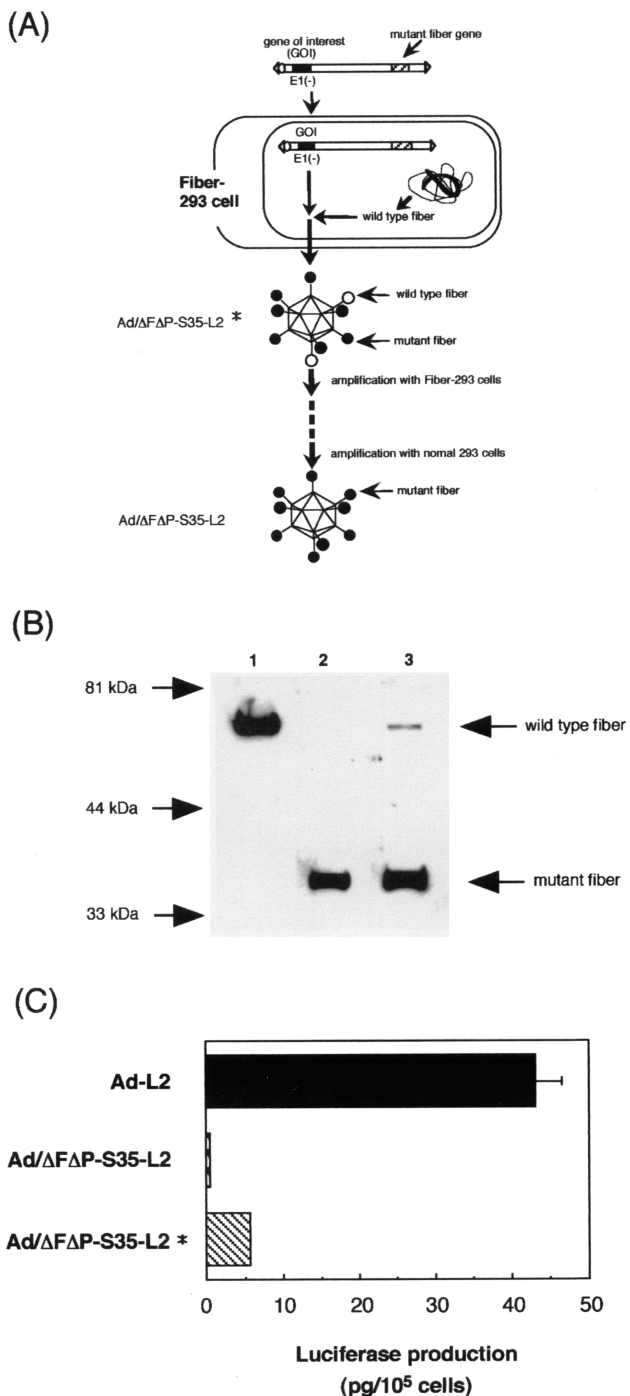 (A)
gene of interest
(GOI)
mutant fiber gene
E1(-)
GOI
E1(-)
Fiber-
293 cell
wild type fiber
Ad/ΔFΔP-S35-L2 *
wild type fiber
mutant fiber
amplification with Fiber-293 cells
amplification with nomal 293 cells
mutant fiber
Ad/ΔFΔP-S35-L2
(B)
1 2 3
81 kDa
wild type fiber
44 kDa
mutant fiber
33 kDa
(C)
Ad-L2
Ad/ΔFΔP-S35-L2
Ad/ΔFΔP-S35-L2 *
0 10 20 30 40 50
Luciferase production
(pg/10⁵ cells)